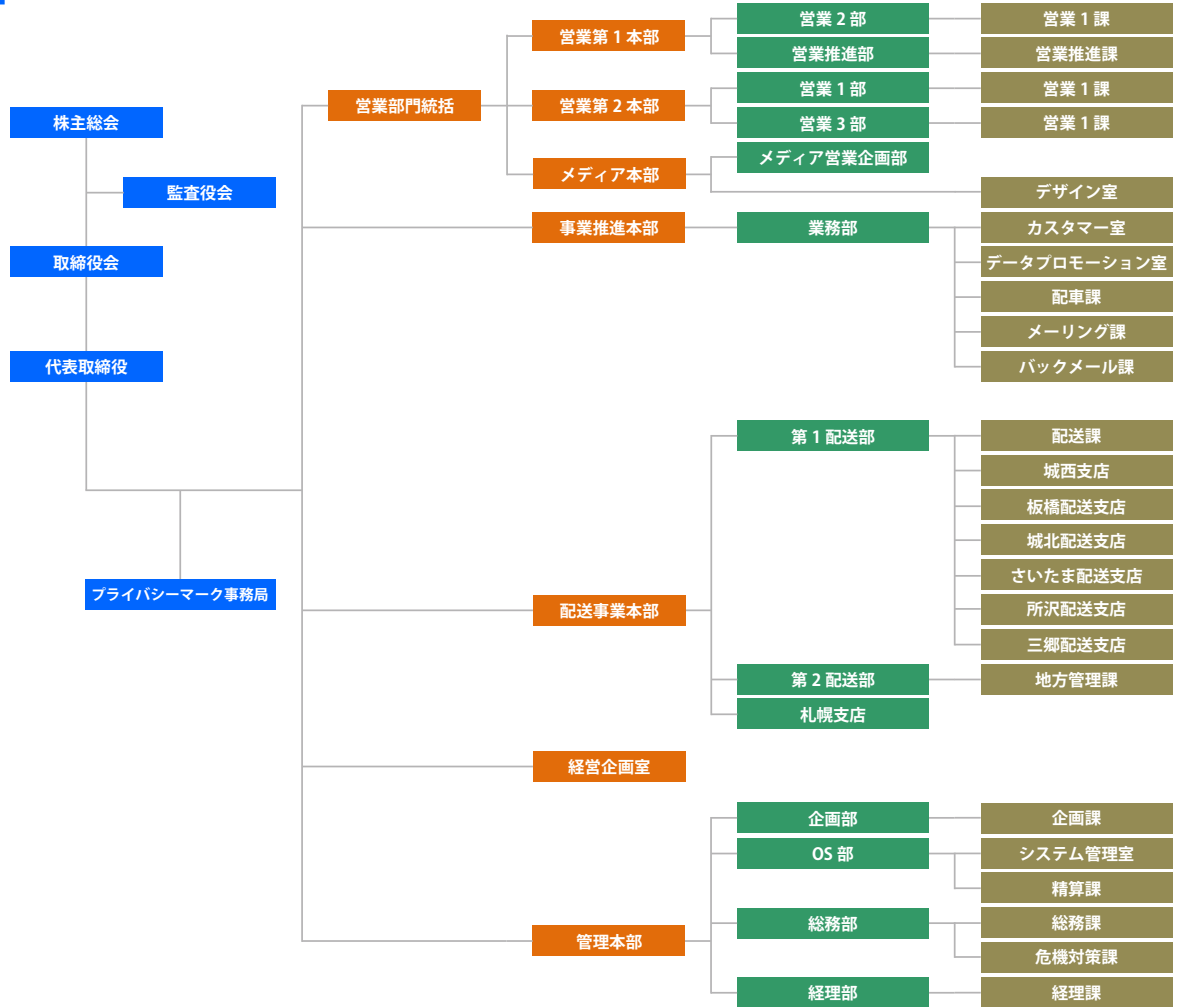 株主総会
監査役会
取締役会
代表取締役
プライバシーマーク事務局
営業部門統括
営業第 1 本部
営業 2 部
営業 1 課
営業推進部
営業推進課
営業第 2 本部
営業 1 部
営業 1 課
営業 3 部
営業 1 課
メディア本部
メディア営業企画部
デザイン室
事業推進本部
業務部
カスタマー室
データプロモーション室
配車課
メーリング課
バックメール課
配送事業本部
第 1 配送部
配送課
城西支店
板橋配送支店
城北配送支店
さいたま配送支店
所沢配送支店
三郷配送支店
第 2 配送部
地方管理課
札幌支店
経営企画室
管理本部
企画部
企画課
OS 部
システム管理室
精算課
総務部
総務課
危機対策課
経理部
経理課